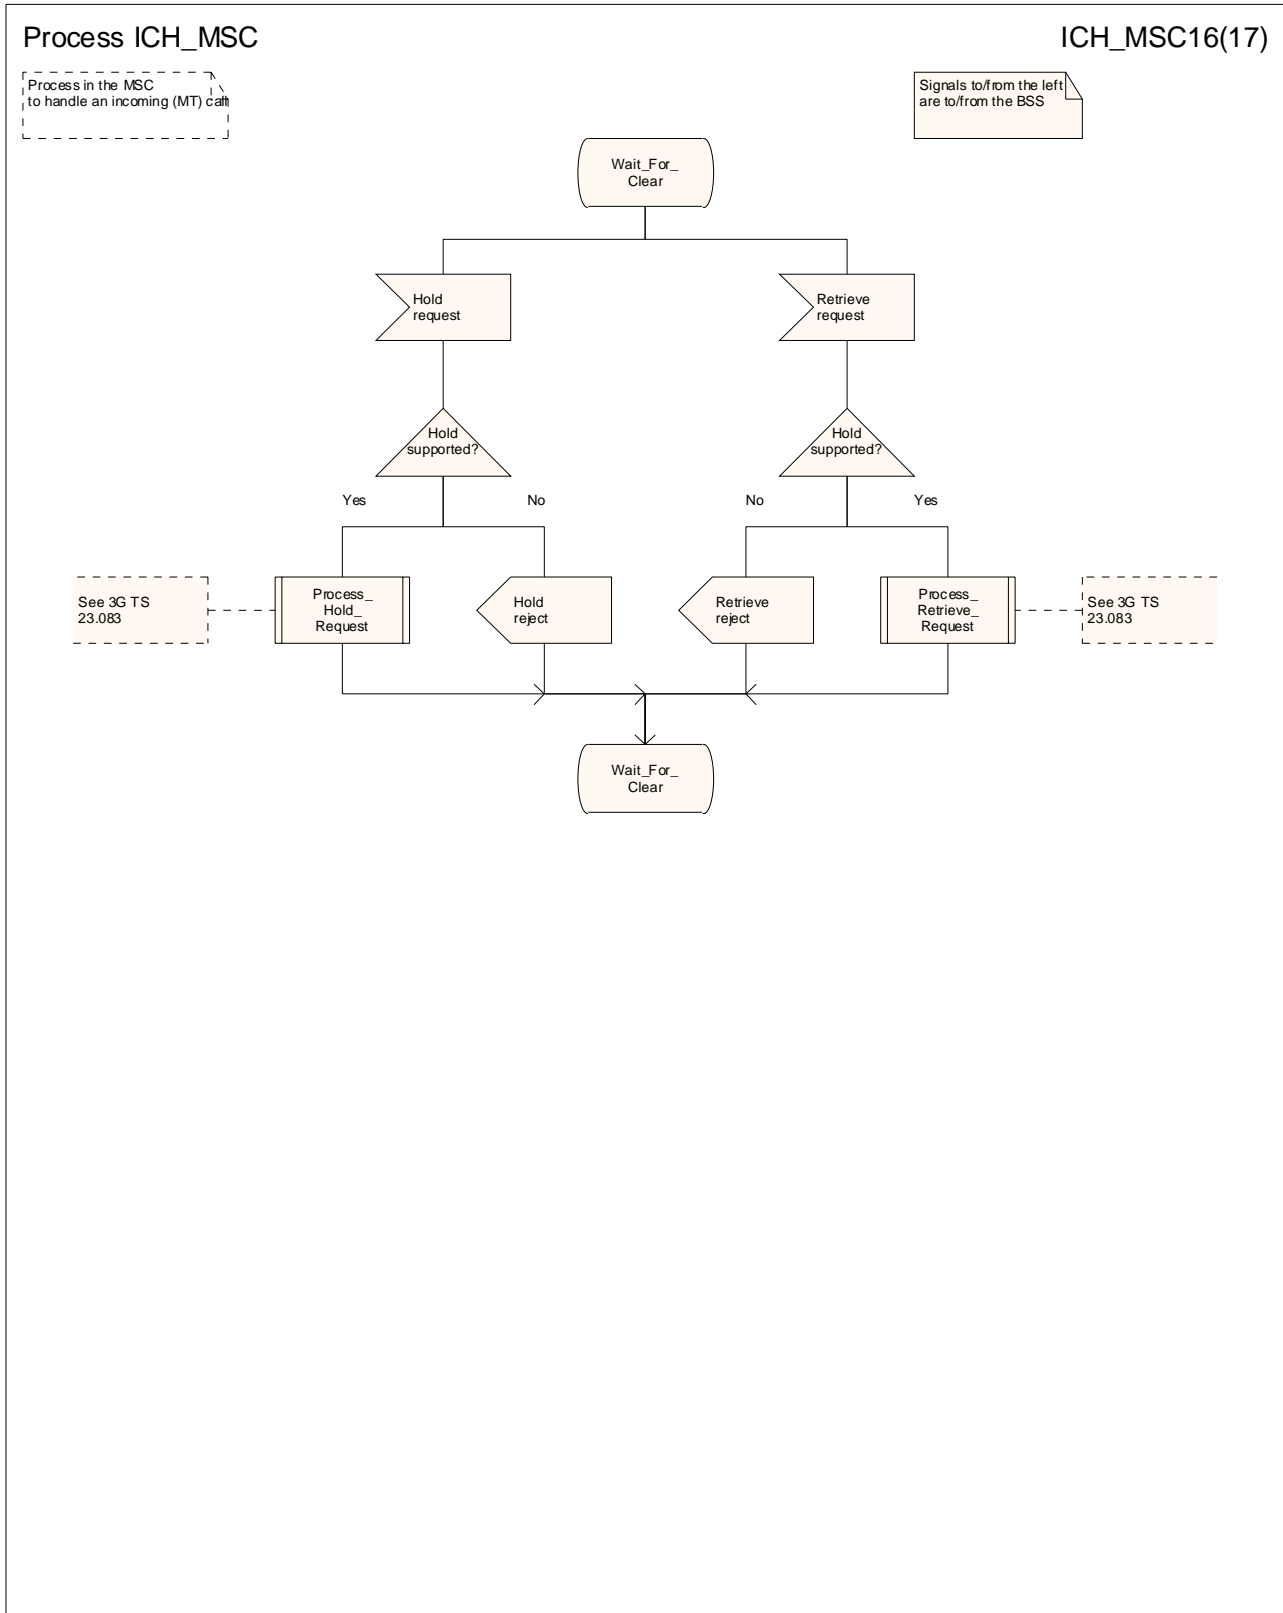 Process ICH_MSC
ICH_MSC16(17)
Process in the MSC
to handle an incoming (MT) call
Signals to/from the left
are to/from the BSS
Wait_For_
Clear
Hold
request
Retrieve
request
Hold
supported?
Hold
supported?
Yes
No
No
Yes
See 3G TS
23.083
Process_
Hold_
Request
Hold
reject
Retrieve
reject
Process_
Retrieve_
Request
See 3G TS
23.083
Wait_For_
Clear